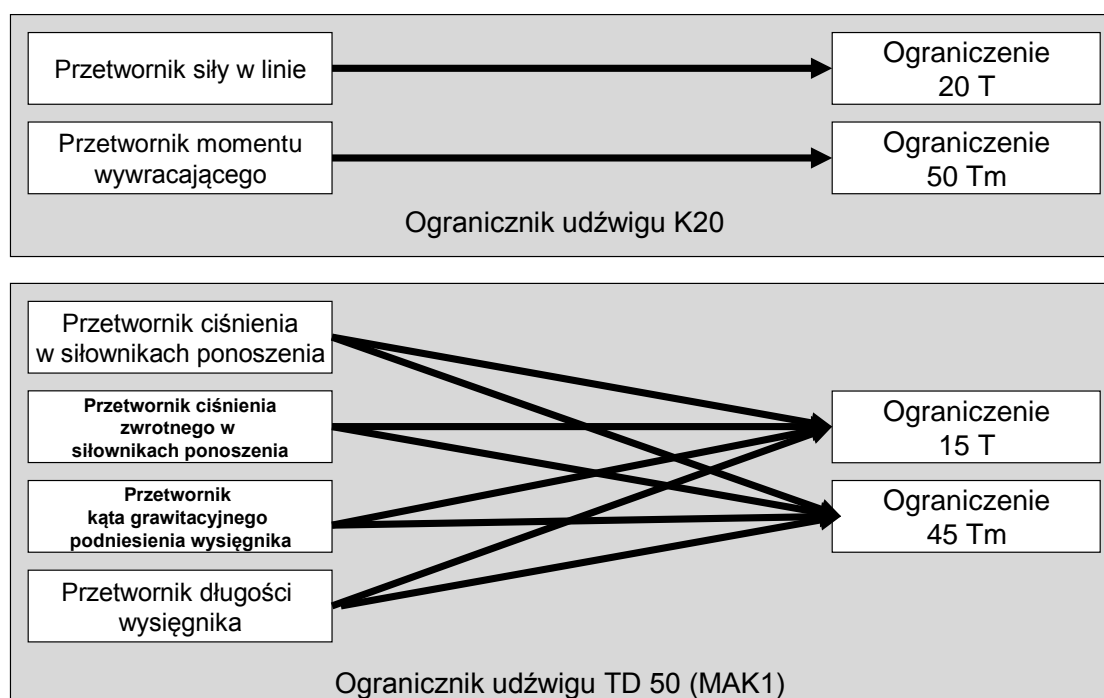 Przetwornik siły w linie
Ograniczenie
20 T
Przetwornik momentu
wywracającego
Ograniczenie
50 Tm
Ogranicznik udźwigu K20
Przetwornik ciśnienia
w siłownikach ponoszenia
Przetwornik ciśnienia
zwrotnego w
siłownikach ponoszenia
Ograniczenie
15 T
Przetwornik
kąta grawitacyjnego
podniesienia wysięgnika
Ograniczenie
45 Tm
Przetwornik długości
wysięgnika
Ogranicznik udźwigu TD 50 (MAK1)